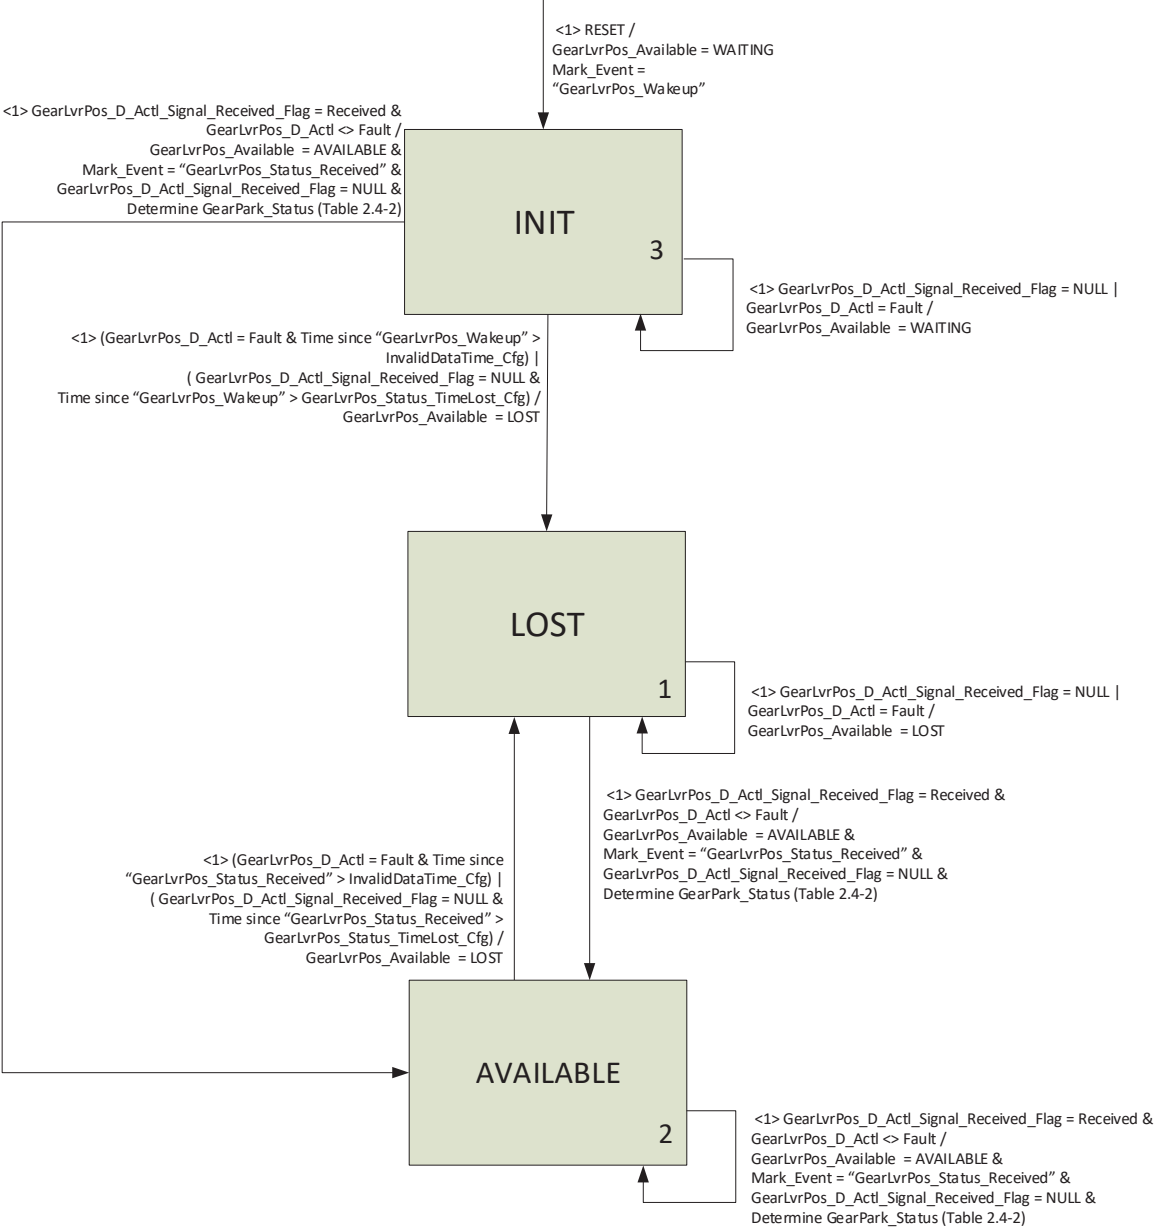 <1> RESET /
GearLvrPos_Available = WAITING
Mark_Event =
“GearLvrPos_Wakeup”
<1> GearLvrPos_D_Actl_Signal_Received_Flag = Received &
GearLvrPos_D_Actl <> Fault /
GearLvrPos_Available = AVAILABLE &
Mark_Event = “GearLvrPos_Status_Received” &
GearLvrPos_D_Actl_Signal_Received_Flag = NULL &
Determine GearPark_Status (Table 2.4-2)
INIT
3
<1> GearLvrPos_D_Actl_Signal_Received_Flag = NULL |
GearLvrPos_D_Actl = Fault /
GearLvrPos_Available = WAITING
<1> (GearLvrPos_D_Actl = Fault & Time since “GearLvrPos_Wakeup” >
InvalidDataTime_Cfg) |
( GearLvrPos_D_Actl_Signal_Received_Flag = NULL &
Time since “GearLvrPos_Wakeup” > GearLvrPos_Status_TimeLost_Cfg) /
GearLvrPos_Available = LOST
LOST
1
<1> GearLvrPos_D_Actl_Signal_Received_Flag = NULL |
GearLvrPos_D_Actl = Fault /
GearLvrPos_Available = LOST
<1> GearLvrPos_D_Actl_Signal_Received_Flag = Received &
GearLvrPos_D_Actl <> Fault /
GearLvrPos_Available = AVAILABLE &
Mark_Event = “GearLvrPos_Status_Received” &
GearLvrPos_D_Actl_Signal_Received_Flag = NULL &
Determine GearPark_Status (Table 2.4-2)
<1> (GearLvrPos_D_Actl = Fault & Time since
“GearLvrPos_Status_Received” > InvalidDataTime_Cfg) |
( GearLvrPos_D_Actl_Signal_Received_Flag = NULL &
Time since “GearLvrPos_Status_Received” >
GearLvrPos_Status_TimeLost_Cfg) /
GearLvrPos_Available = LOST
AVAILABLE
2
<1> GearLvrPos_D_Actl_Signal_Received_Flag = Received &
GearLvrPos_D_Actl <> Fault /
GearLvrPos_Available = AVAILABLE &
Mark_Event = “GearLvrPos_Status_Received” &
GearLvrPos_D_Actl_Signal_Received_Flag = NULL &
Determine GearPark_Status (Table 2.4-2)